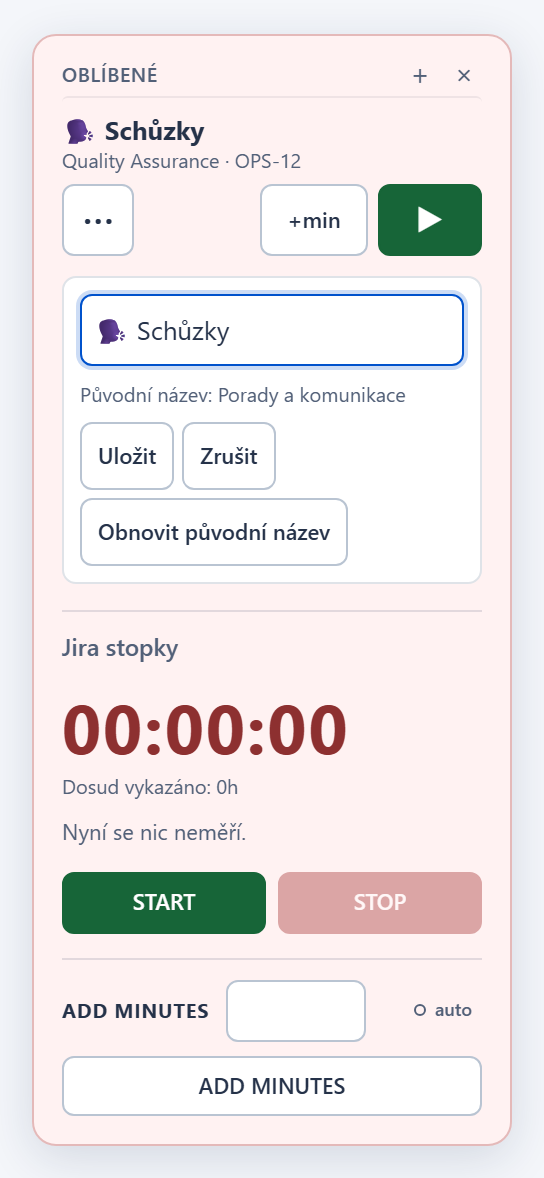 OBLÍBENÉ + ×
🗣 Schůzky
Quality Assurance · OPS-12
... +min ▶
🗣 Schůzky
Původní název: Porady a komunikace
Uložit Zrušit
Obnovit původní název
Jira stopky
00:00:00
Dosud vykázáno: 0h
Nyní se nic neměří.
START STOP
ADD MINUTES auto
ADD MINUTES